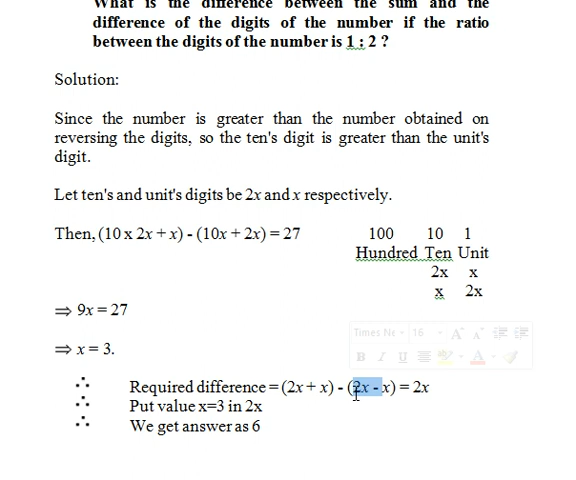 What is the difference between the sum and the
difference of the digits of the number if the ratio
between the digits of the number is 1 : 2 ?
Solution:
Since the number is greater than the number obtained on
reversing the digits, so the ten's digit is greater than the unit's
digit.
Let ten's and unit's digits be 2x and x respectively.
Then, (10 x 2x + x) - (10x + 2x) = 27
100 10 1
Hundred Ten Unit
2x x
x 2x
⇒ 9x = 27
Times Ne 16 A A
⇒ x = 3.
B I U A
∴ Required difference = (2x + x) - (2x - x) = 2x
∴ Put value x=3 in 2x
∴ We get answer as 6